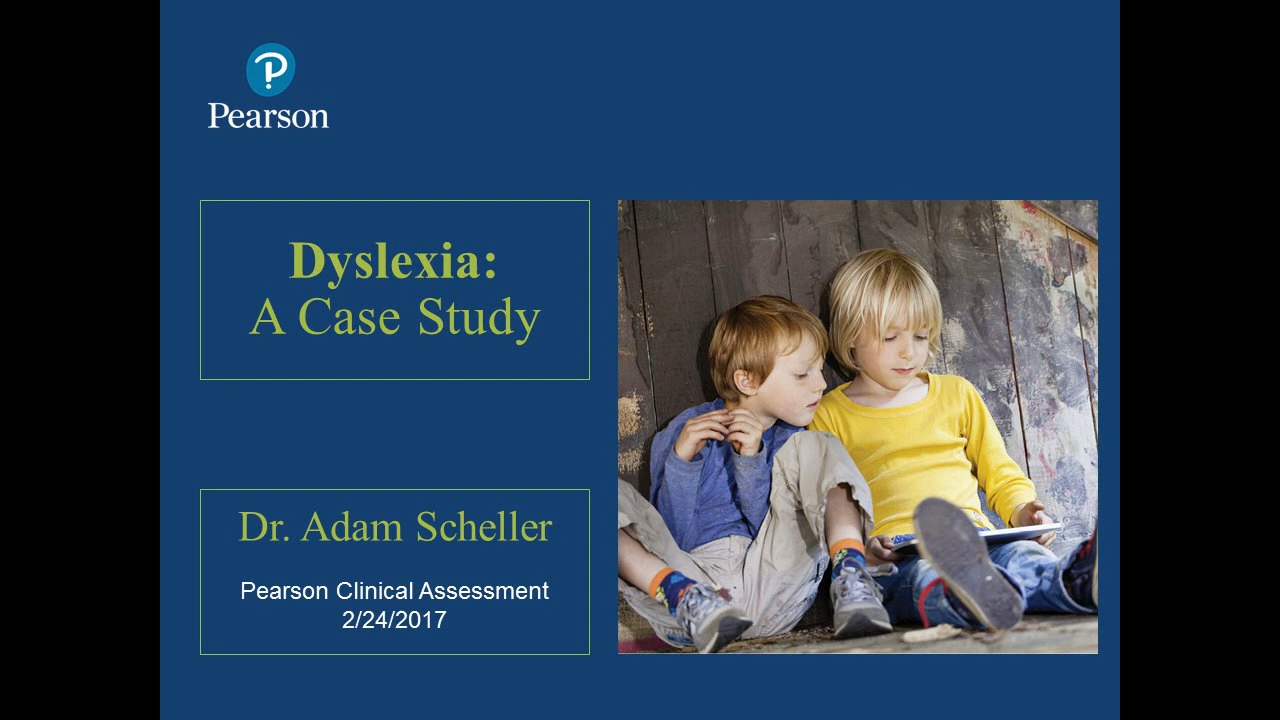 Pearson
Dyslexia:
A Case Study
Dr. Adam Scheller
Pearson Clinical Assessment
2/24/2017